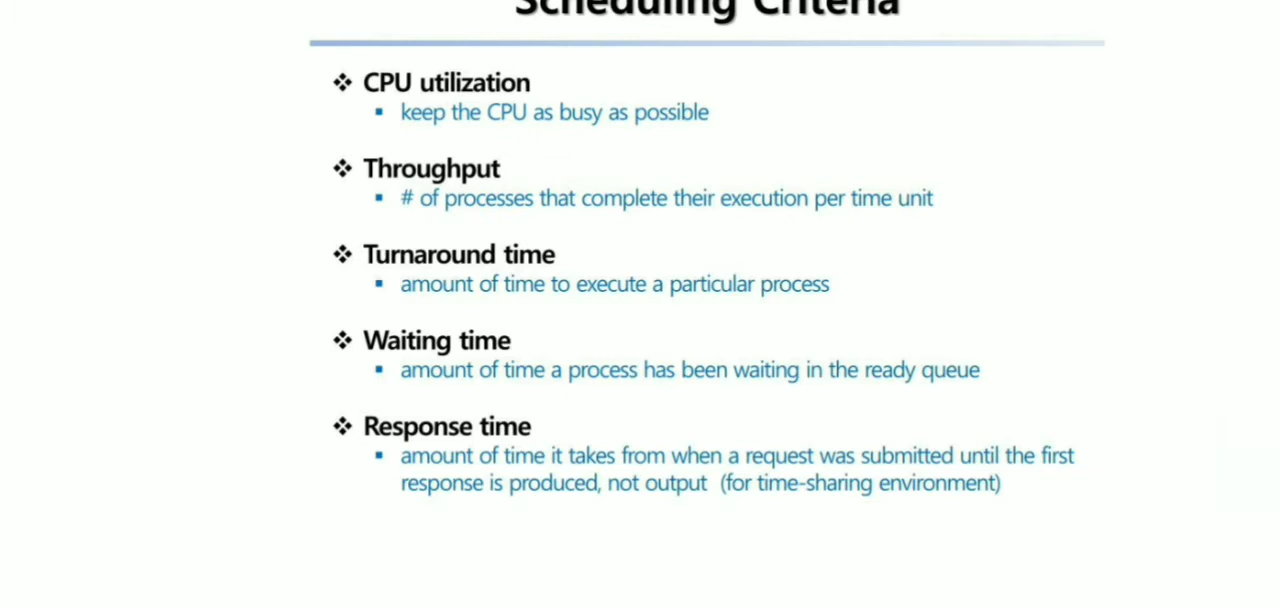 Scheduling Criteria
❖ CPU utilization
▪ keep the CPU as busy as possible
❖ Throughput
▪ # of processes that complete their execution per time unit
❖ Turnaround time
▪ amount of time to execute a particular process
❖ Waiting time
▪ amount of time a process has been waiting in the ready queue
❖ Response time
▪ amount of time it takes from when a request was submitted until the first
response is produced, not output (for time-sharing environment)